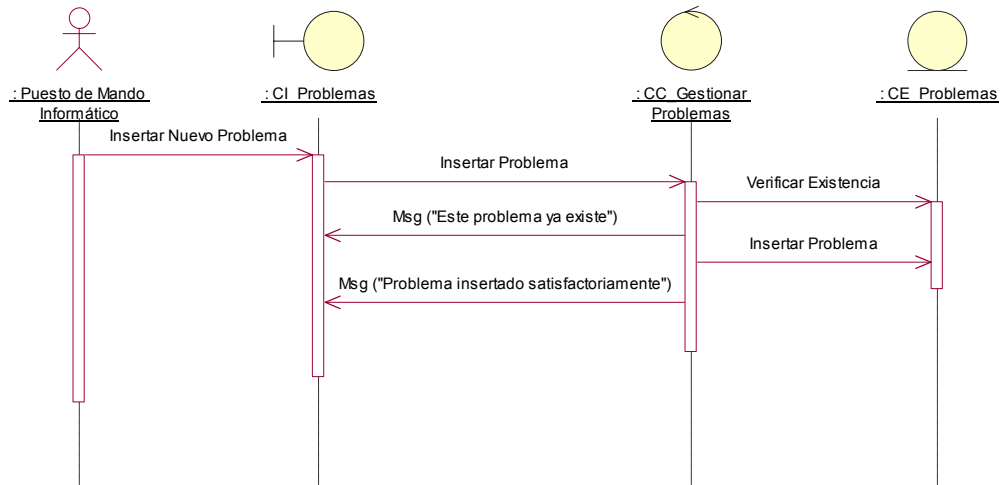 : Puesto de Mando
Informático
: CI_Problemas
: CC_Gestionar
Problemas
: CE_Problemas
Insertar Nuevo Problema
Insertar Problema
Verificar Existencia
Msg ("Este problema ya existe")
Insertar Problema
Msg ("Problema insertado satisfactoriamente")